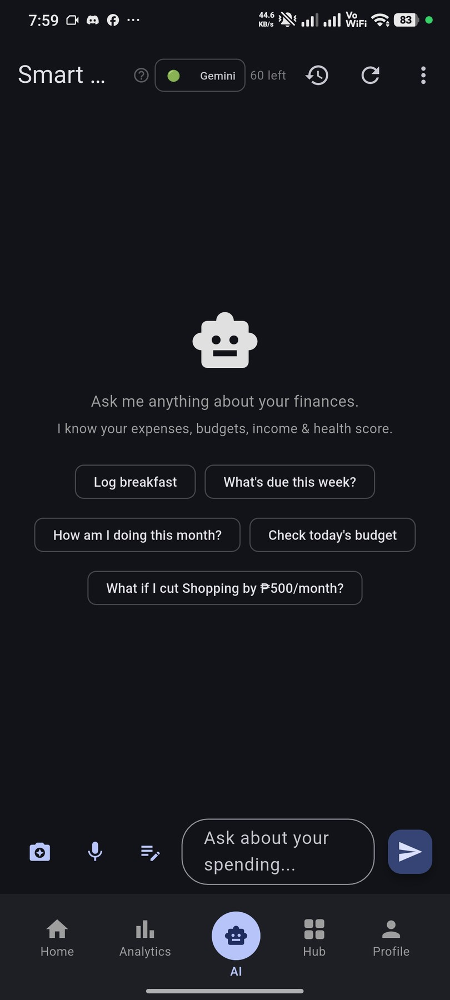 7:59
44.6 KB/s
Vo WiFi
83
Smart ...
Gemini
60 left
Ask me anything about your finances.
I know your expenses, budgets, income & health score.
Log breakfast
What's due this week?
How am I doing this month?
Check today's budget
What if I cut Shopping by ₱500/month?
Ask about your
spending...
Home
Analytics
AI
Hub
Profile